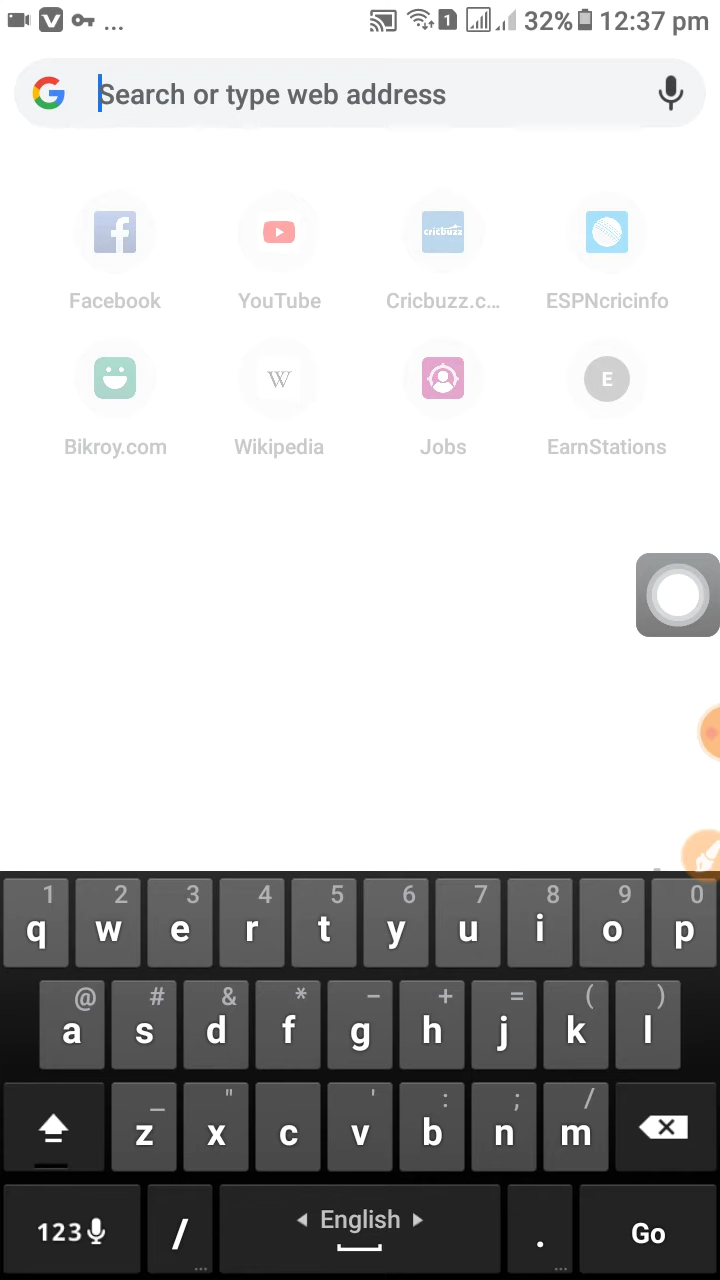 ... 1 32% 12:37 pm
Search or type web address
cricbuzz
Facebook YouTube Cricbuzz.c... ESPNcricinfo
W E
Bikroy.com Wikipedia Jobs EarnStations
1 2 3 4 5 6 7 8 9 0
q w e r t y u i o p
@ # & * – + = ( )
a s d f g h j k l
_ " ' : ; /
z x c v b n m
123 / English . Go